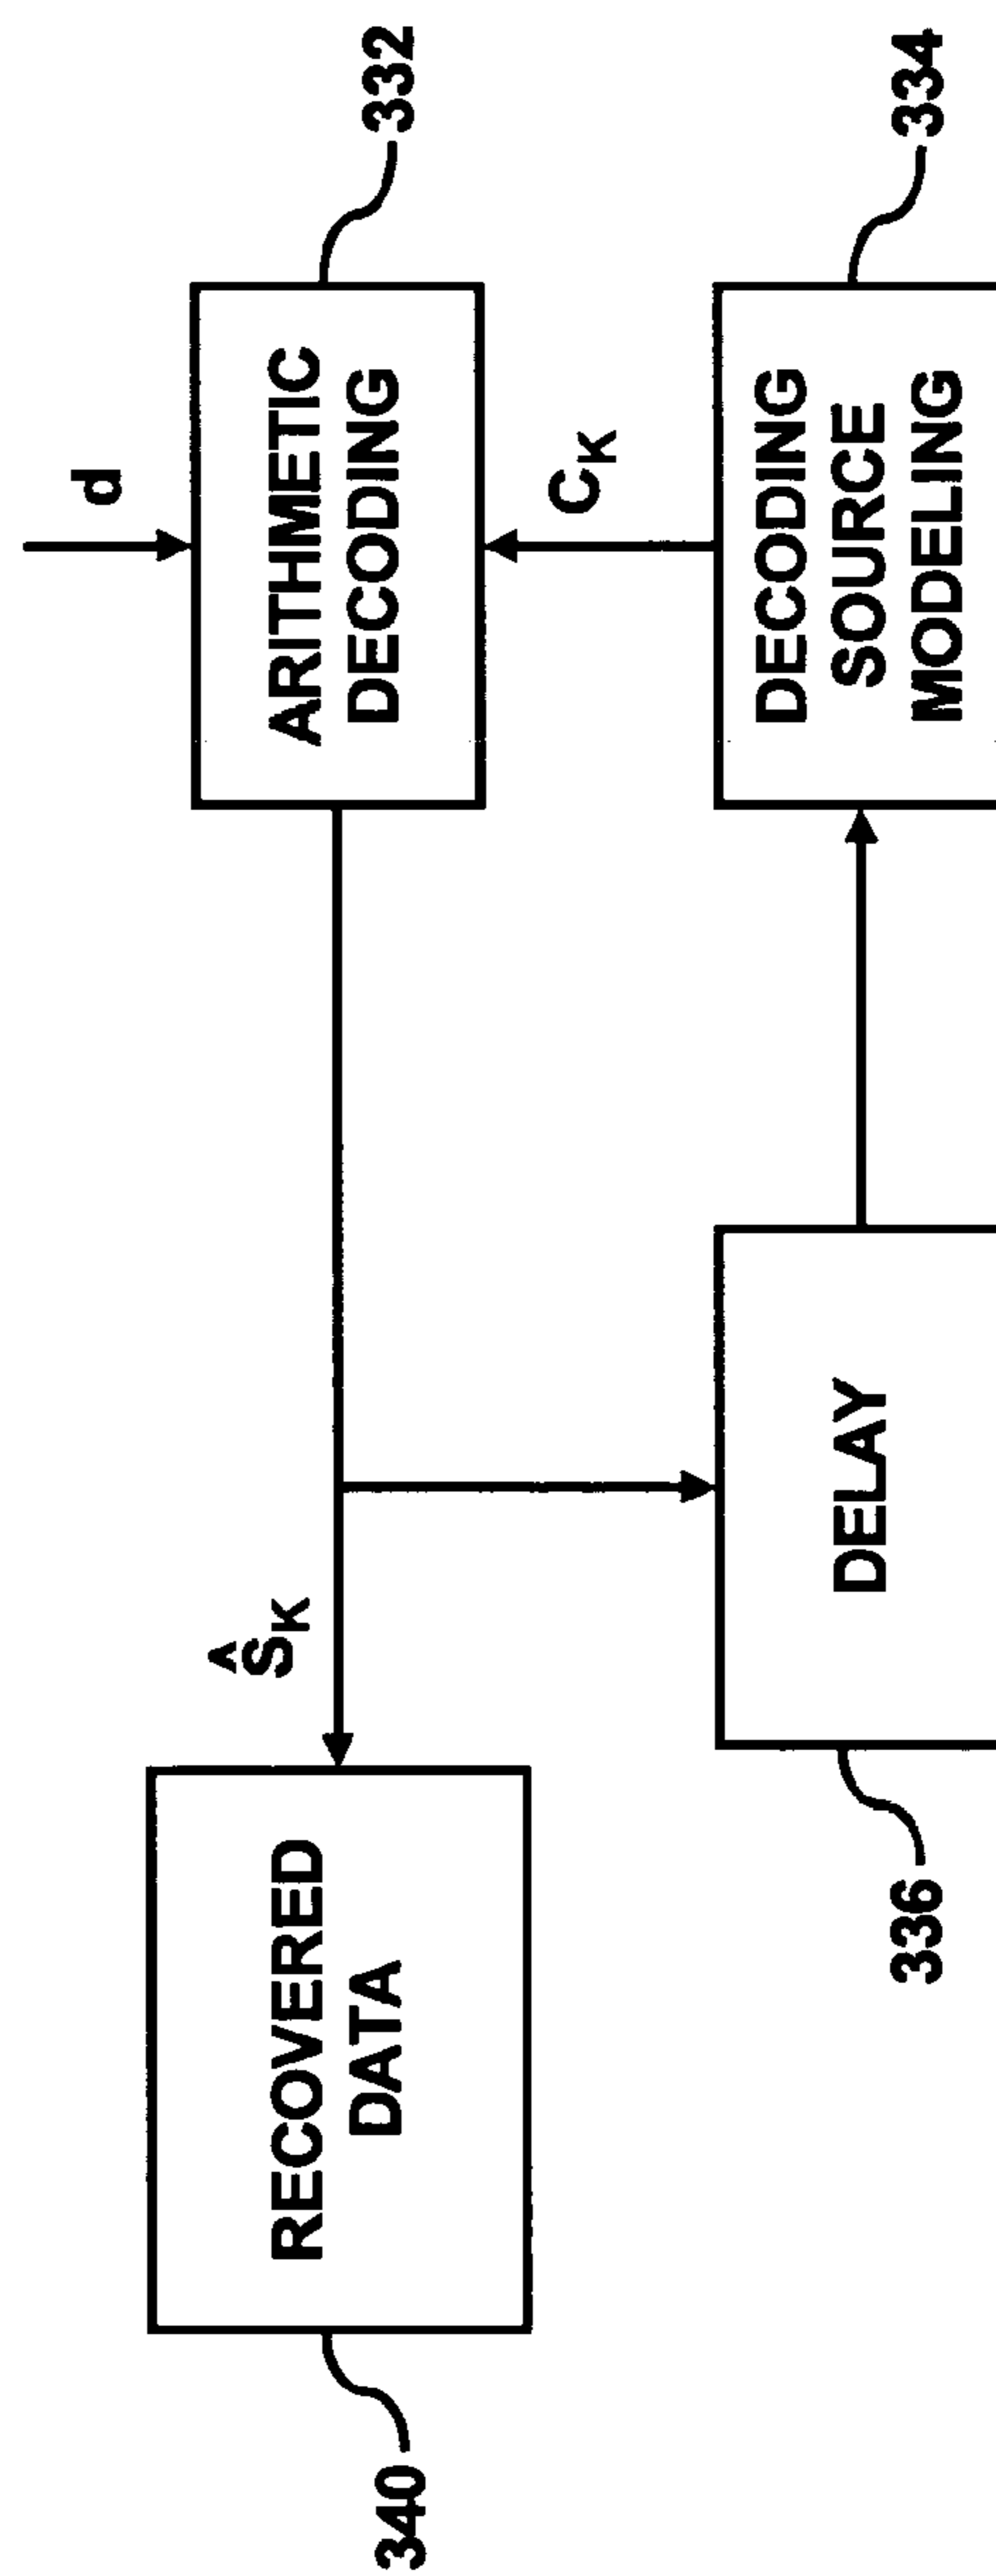 d
332
ARITHMETIC
DECODING
C_K
334
DECODING
SOURCE
MODELING
Ŝ_K
RECOVERED
DATA
340
DELAY
336